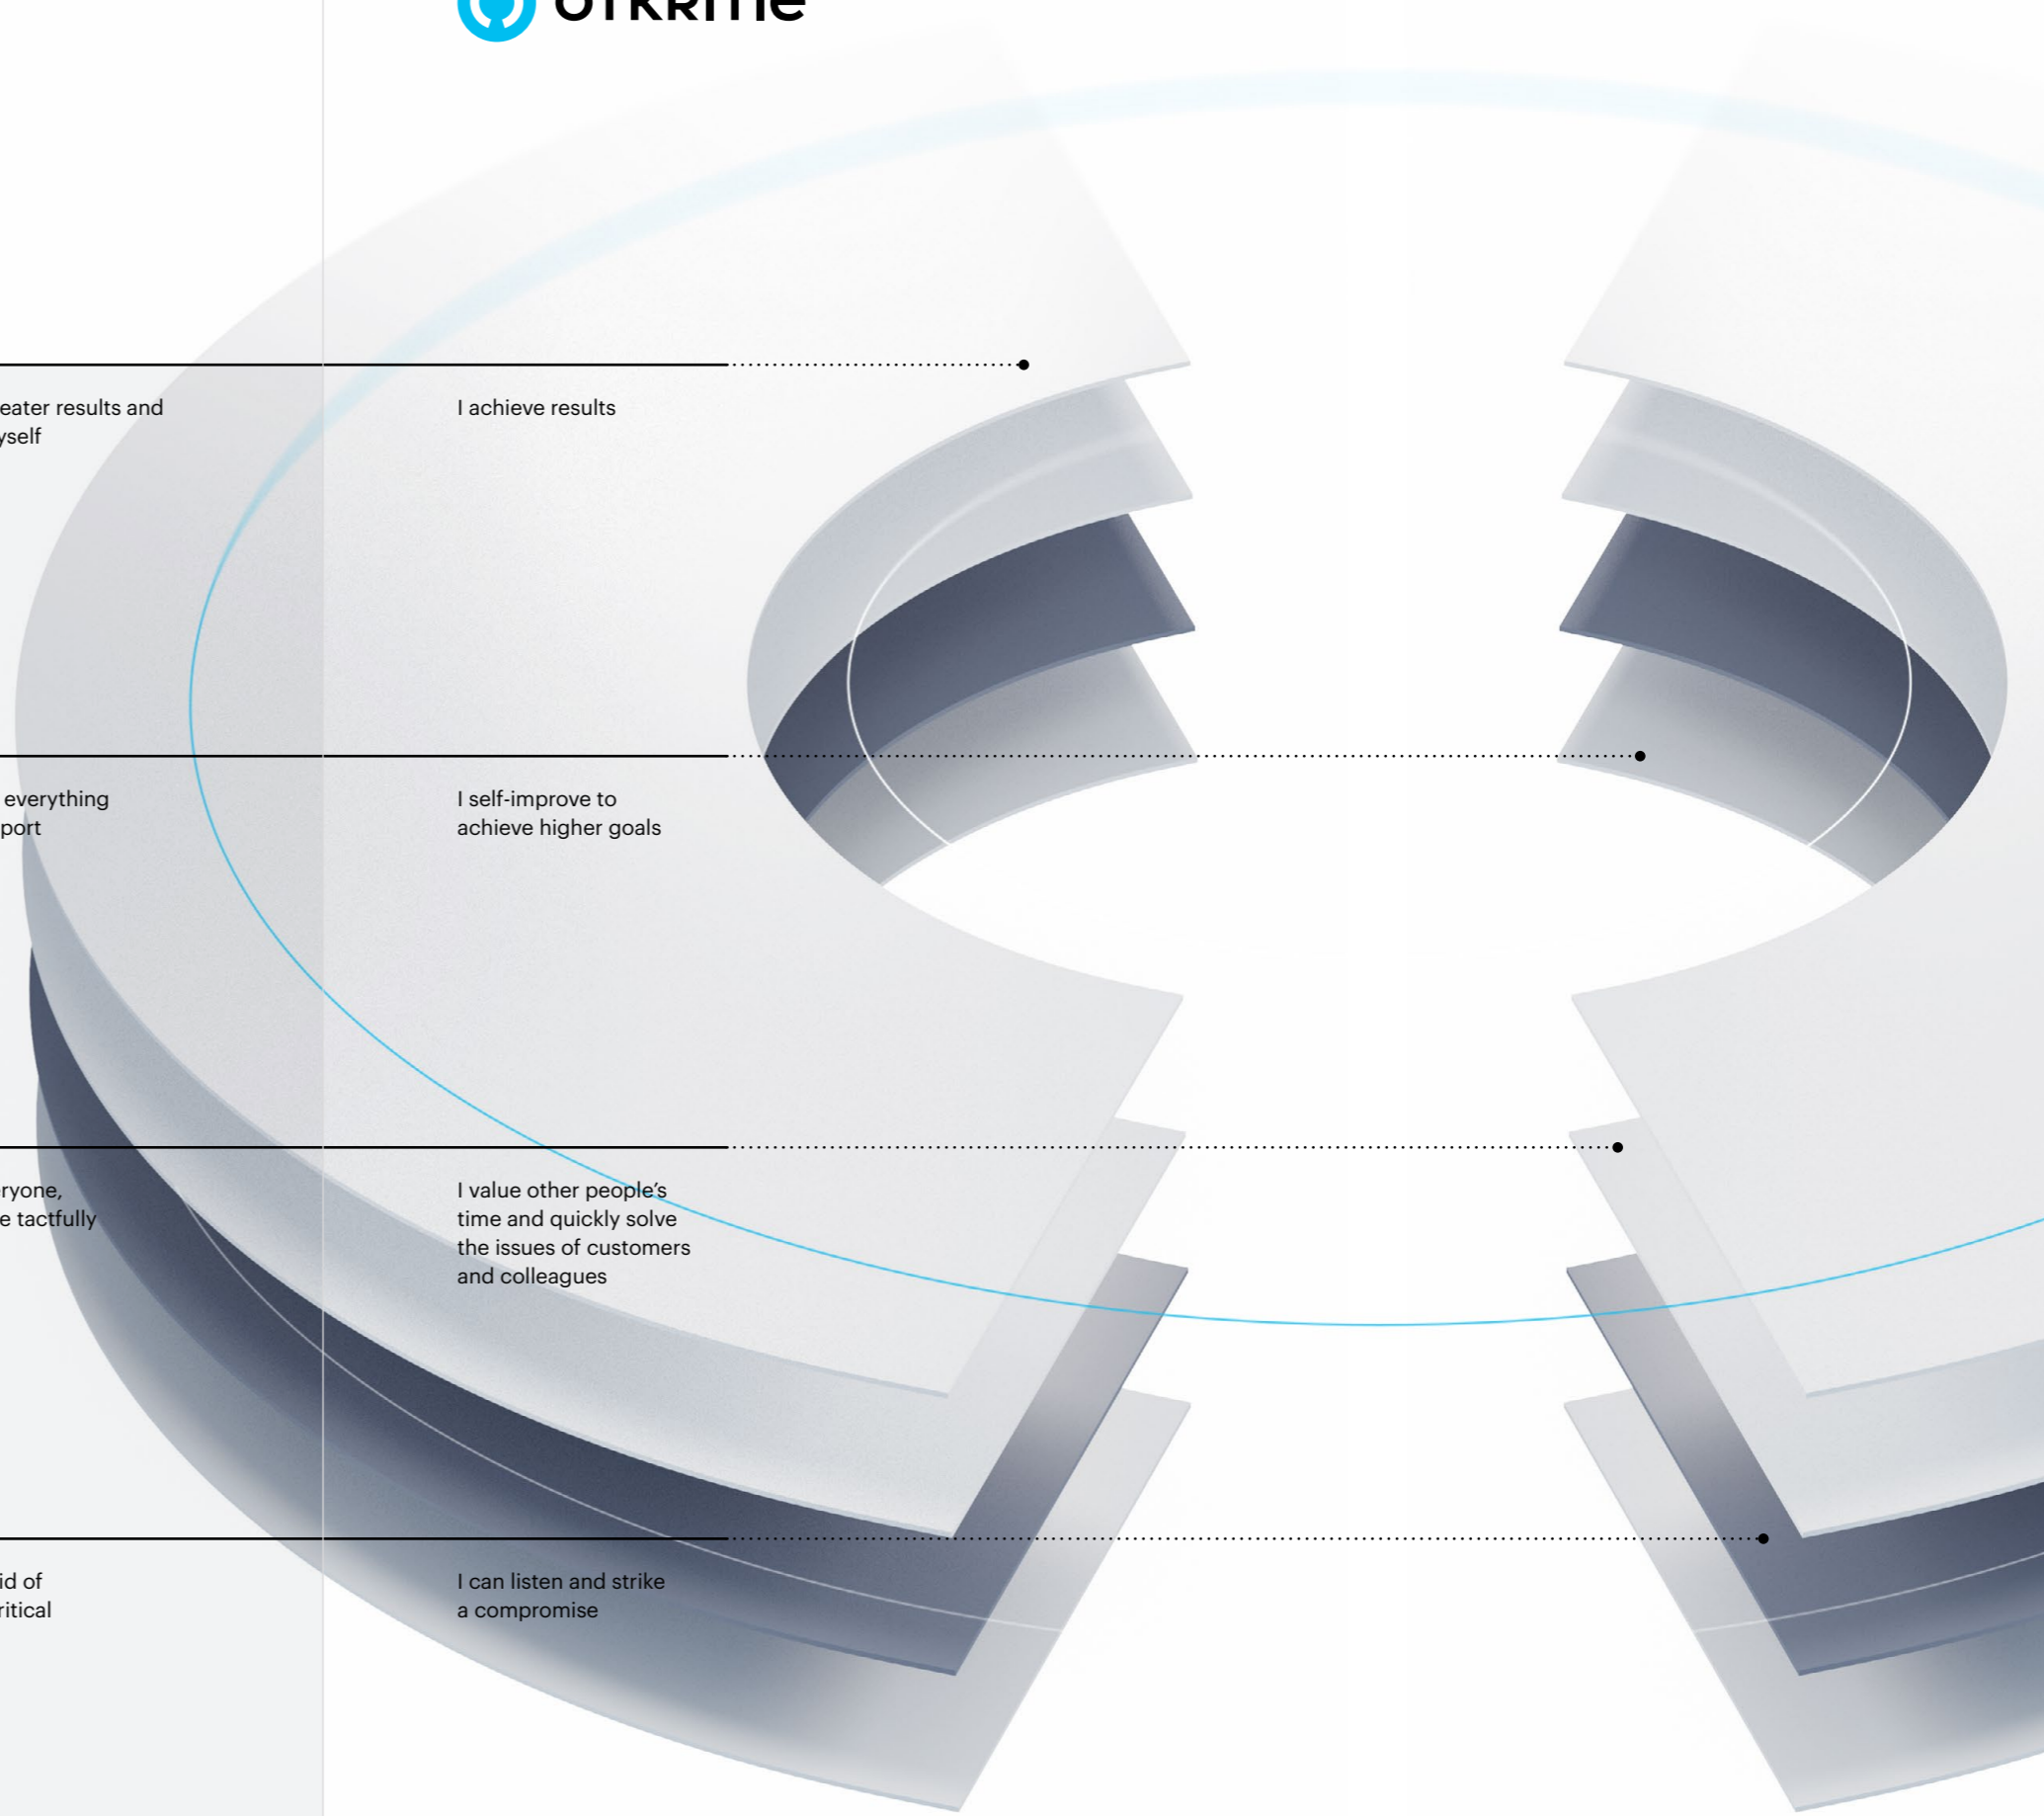 OTKRITIE
eater results and
yself
I achieve results
everything
port
I self-improve to
achieve higher goals
ryone,
e tactfully
I value other people's
time and quickly solve
the issues of customers
and colleagues
id of
ritical
I can listen and strike
a compromise